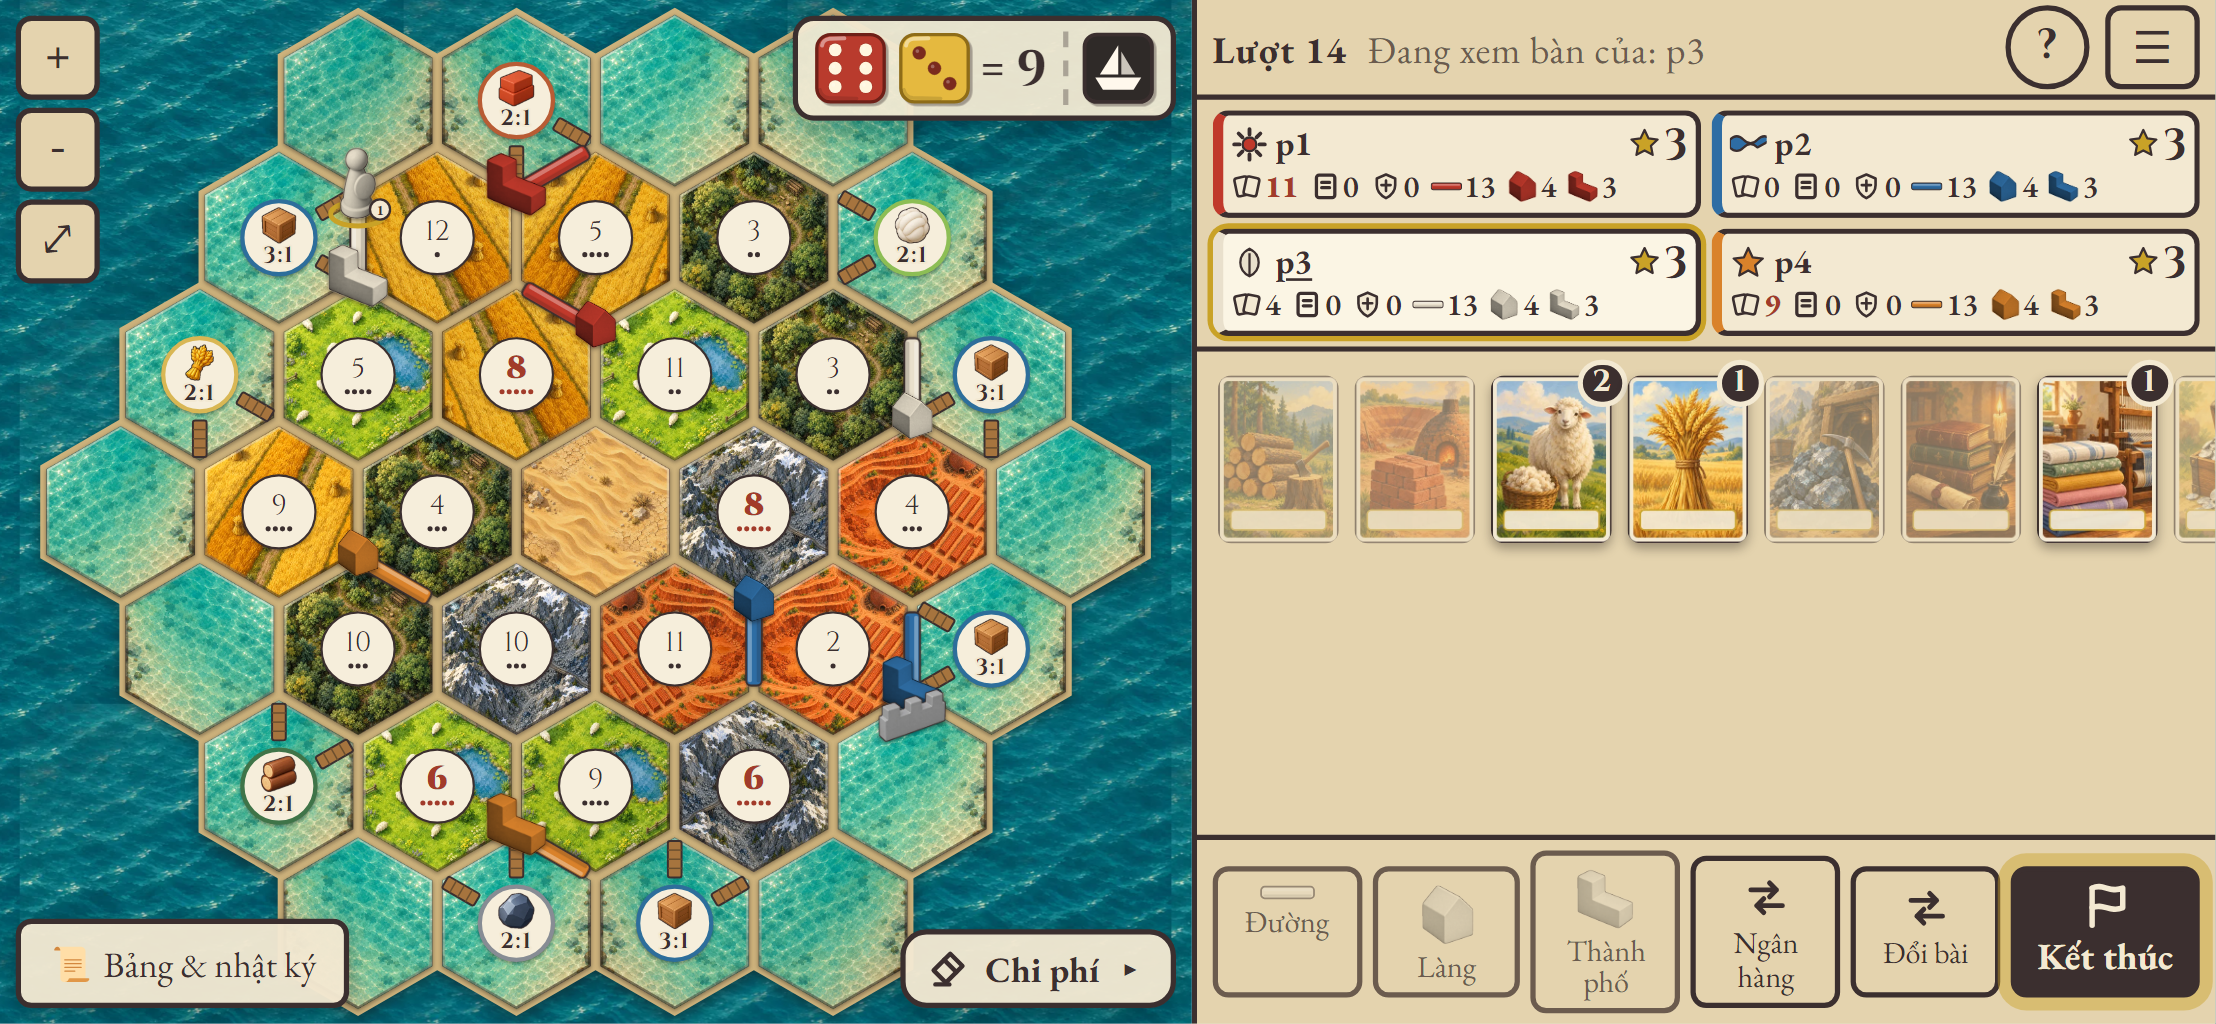 +
-
2:1
= 9
3:1
12
1
5
3
2:1
2:1
5
8
11
3
3:1
9
4
8
4
10
10
11
2
3:1
2:1
6
9
6
2:1
3:1
Bảng & nhật ký
Chi phí
Lượt 14 Đang xem bàn của: p3
?
p1 3
11 0 0 13 4 3
p2 3
0 0 0 13 4 3
p3 3
4 0 0 13 4 3
p4 3
9 0 0 13 4 3
2 1 1
Đường
Làng
Thành
phố
Ngân
hàng
Đổi bài
Kết thúc